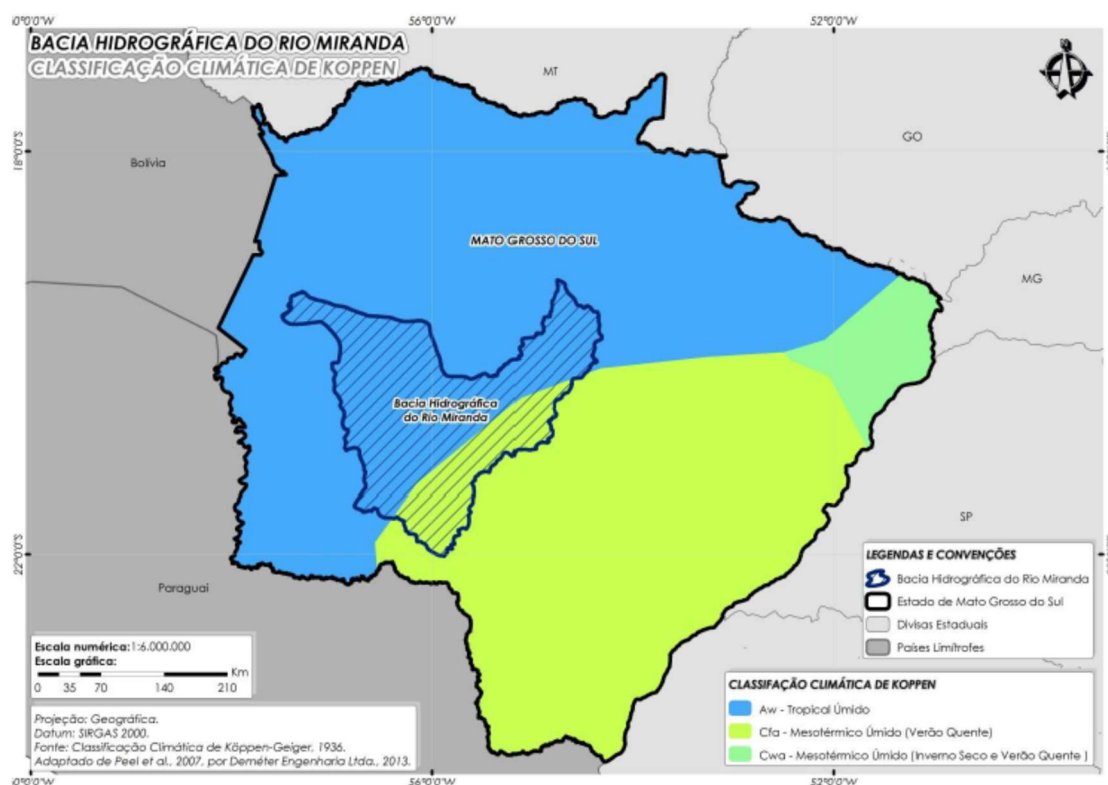 60°0'0"W
56°0'0"W
52°0'0"W
BACIA HIDROGRÁFICA DO RIO MIRANDA
CLASSIFICAÇÃO CLIMÁTICA DE KOPPEN
MT
GO
18°0'0"S
Bolívia
MATO GROSSO DO SUL
MG
Bacia Hidrográfica
do Rio Miranda
SP
22°0'0"S
Paraguai
LEGENDAS E CONVENÇÕES
Bacia Hidrográfica do Rio Miranda
Estado de Mato Grosso do Sul
Divisas Estaduais
Países Limítrofes
Escala numérica:1:6.000.000
Escala gráfica:
Km
0 35 70 140 210
CLASSIFAÇÃO CLIMÁTICA DE KOPPEN
Aw - Tropical Úmido
Cfa - Mesotérmico Úmido (Verão Quente)
Cwa - Mesotérmico Úmido (Inverno Seco e Verão Quente )
Projeção: Geográfica.
Datum: SIRGAS 2000.
Fonte: Classificação Climática de Köppen-Geiger, 1936.
Adaptado de Peel et al., 2007, por Deméter Engenharia Ltda., 2013.
56°0'0"W
52°0'0"W